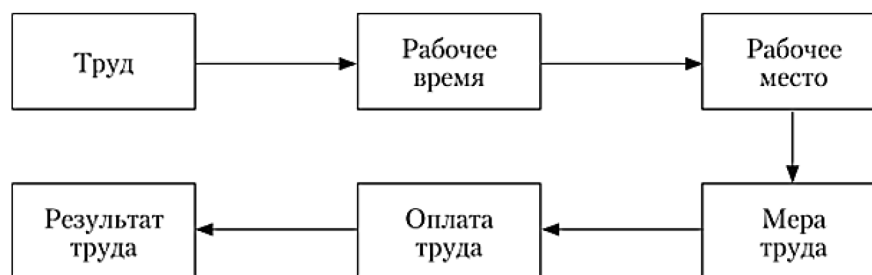 Труд
Рабочее
время
Рабочее
место
Мера
труда
Оплата
труда
Результат
труда